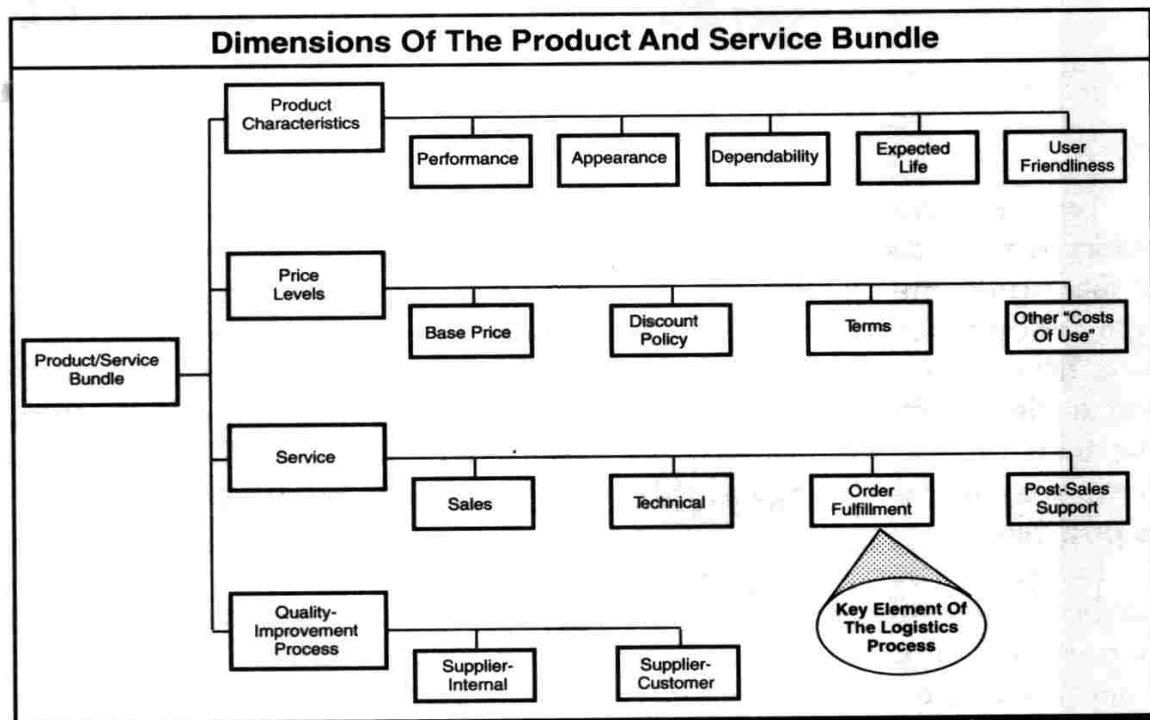 Dimensions Of The Product And Service Bundle
Product
Characteristics
Performance
Appearance
Dependability
Expected
Life
User
Friendliness
Price
Levels
Base Price
Discount
Policy
Terms
Other "Costs
Of Use"
Product/Service
Bundle
Service
Sales
Technical
Order
Fulfillment
Post-Sales
Support
Key Element Of
The Logistics
Process
Quality-
Improvement
Process
Supplier-
Internal
Supplier-
Customer